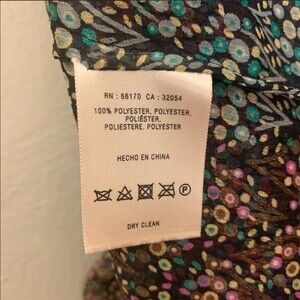 RN : 66170 CA : 32054
100% POLYESTER, POLYESTER,
POLIÉSTER,
POLIESTERE, POLYESTER
HECHO EN CHINA
P
DRY CLEAN